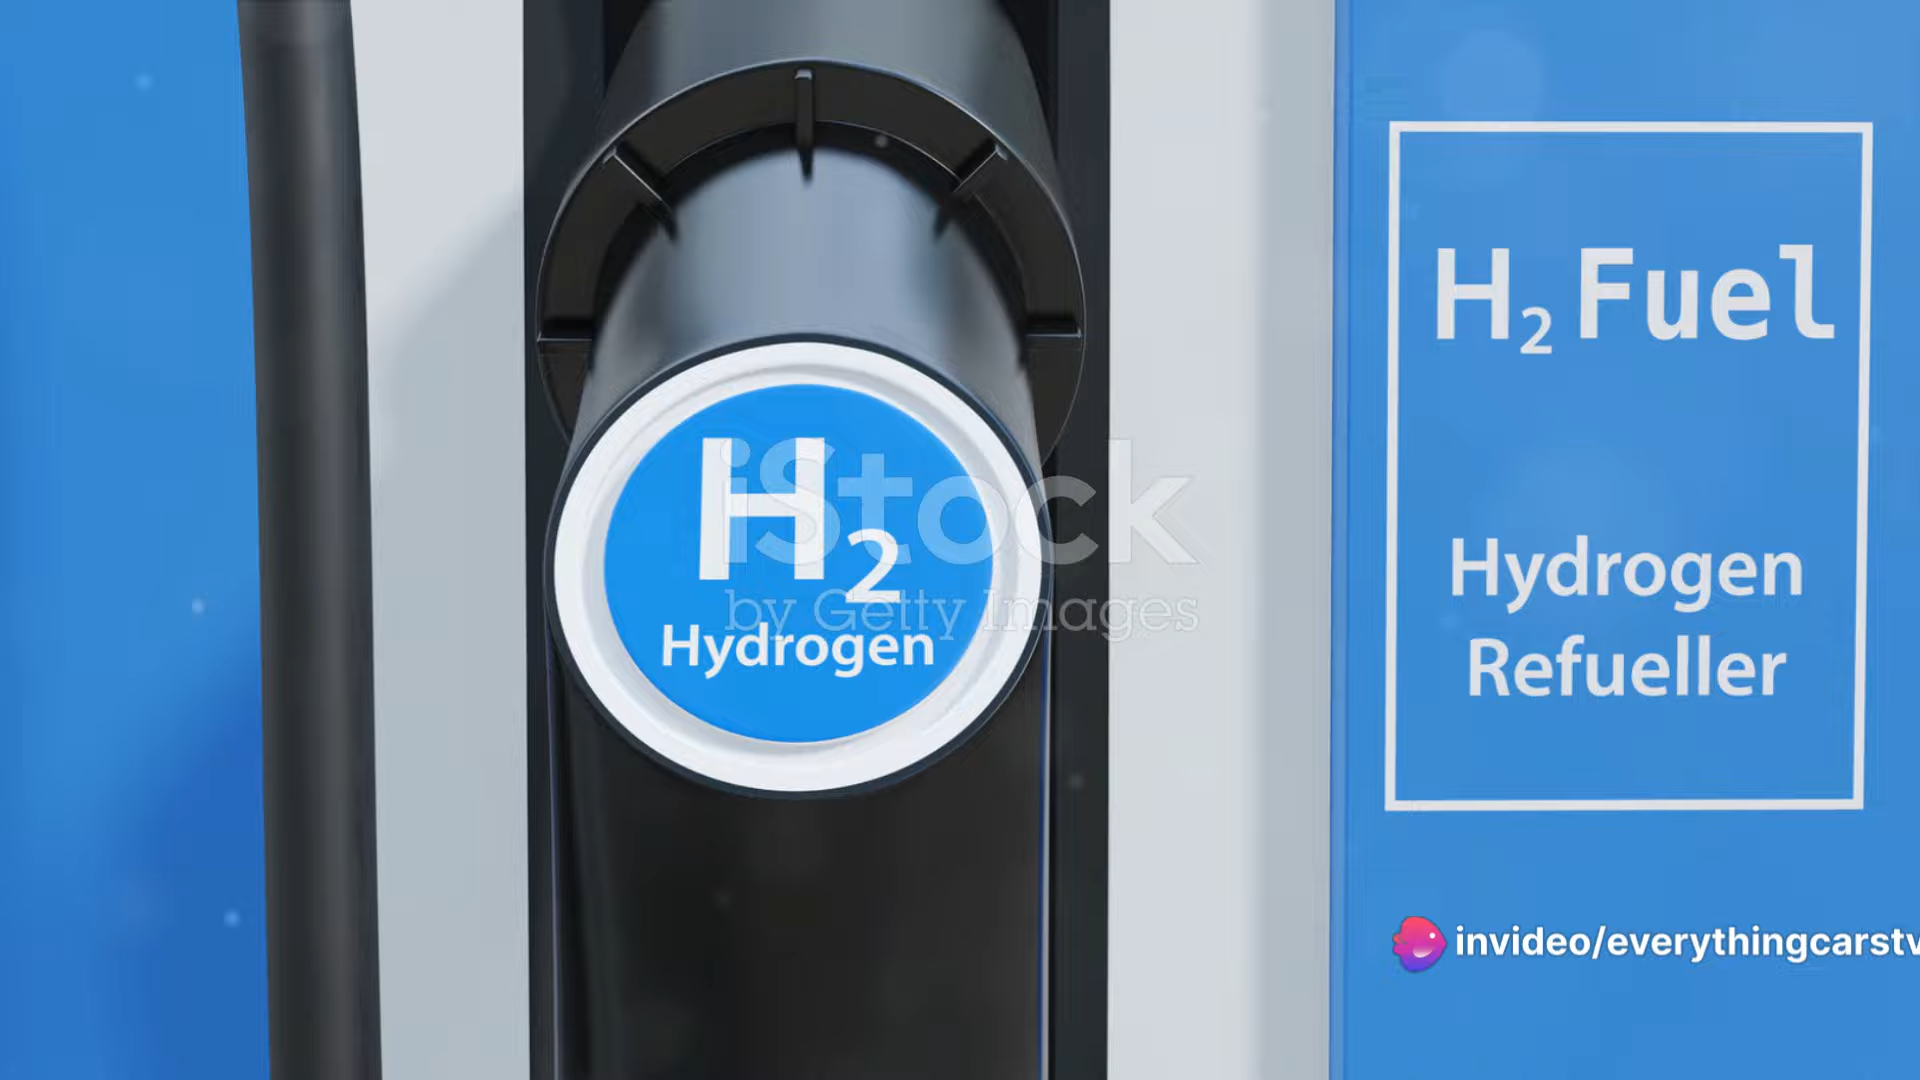 H₂ Fuel
H₂
iStock
by Getty Images
Hydrogen
Hydrogen
Refueller
invideo/everythingcarstv